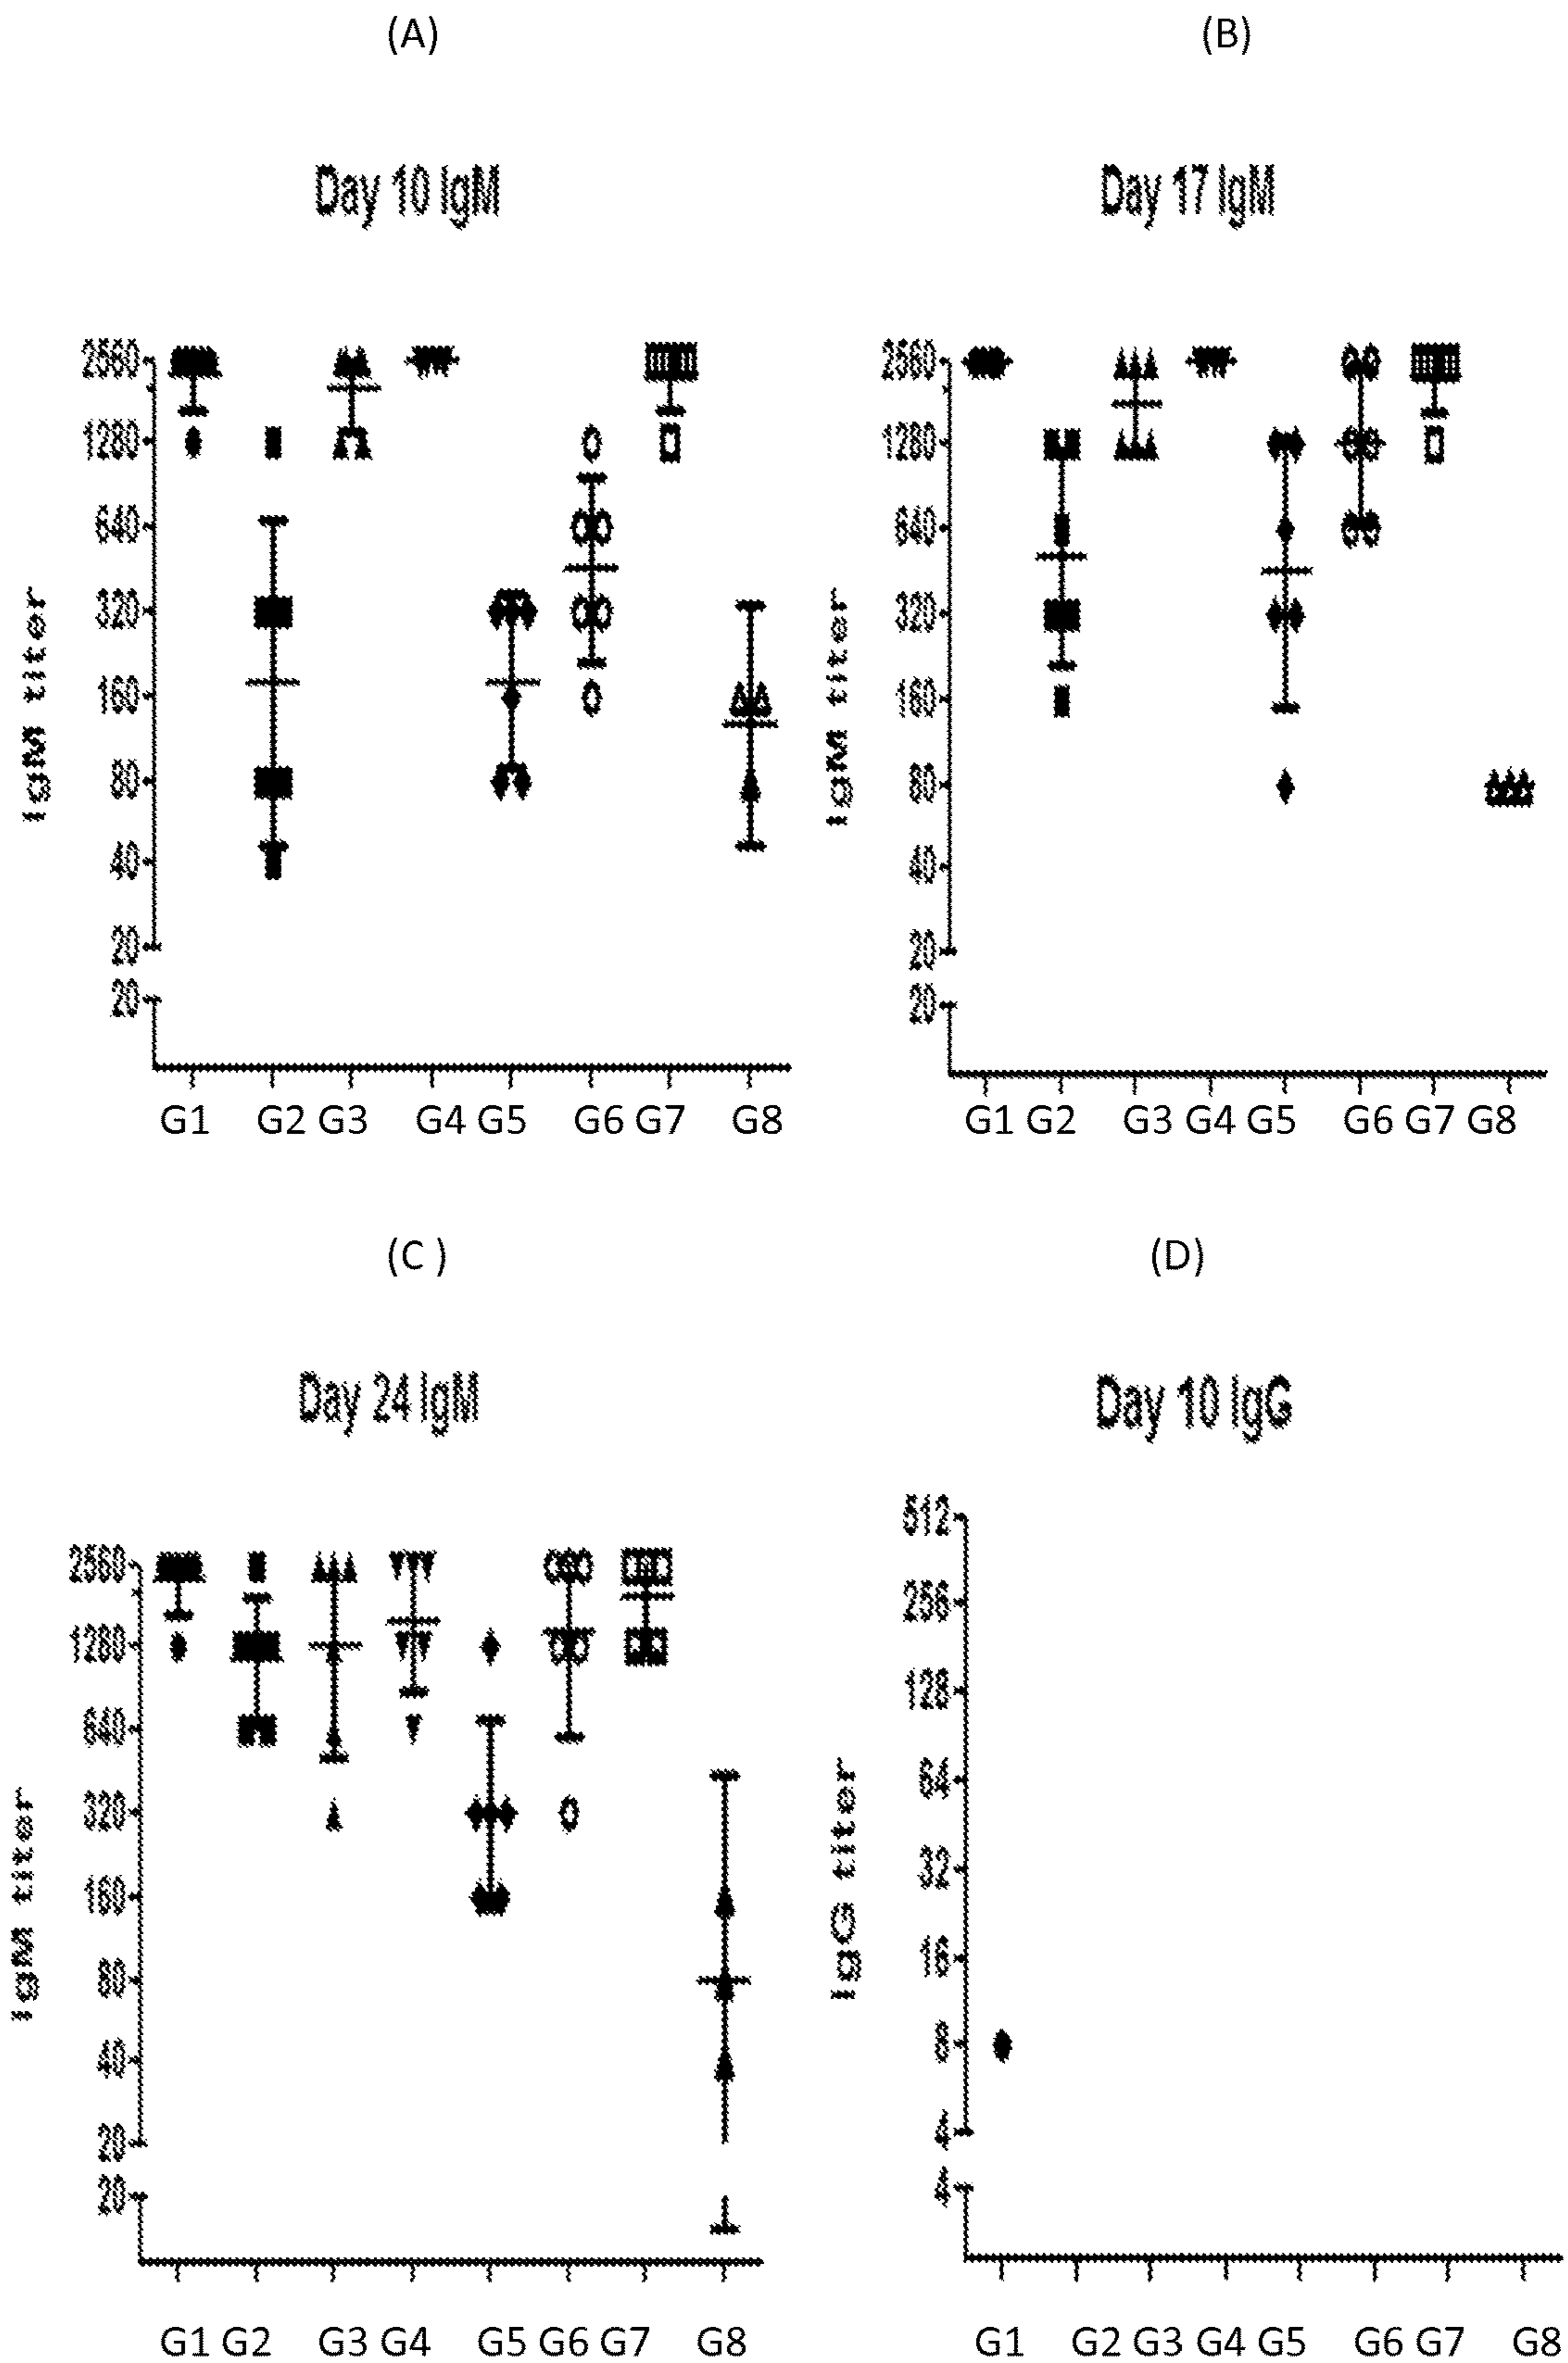 (A)
(B)
Day 10 IgM
Day 17 IgM
IgM titer
2560
1280
640
320
160
80
40
20
20
G1 G2 G3 G4 G5 G6 G7 G8
IgM titer
2560
1280
640
320
160
80
40
20
20
G1 G2 G3 G4 G5 G6 G7 G8
(C )
(D)
Day 24 IgM
Day 10 IgG
IgM titer
2560
1280
640
320
160
80
40
20
20
G1 G2 G3 G4 G5 G6 G7 G8
IgG titer
512
256
128
64
32
16
8
4
4
G1 G2 G3 G4 G5 G6 G7 G8